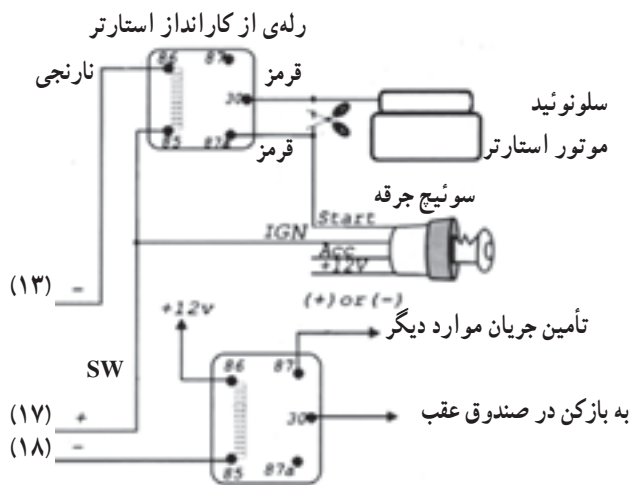 رله‌ی از کارانداز استارتر
نارنجی
86
87
قرمز
30
85
87a
قرمز
سلونوئید
موتور استارتر
سوئیچ جرقه
Start
IGN
Acc
+12V
(۱۳) -
+12v
(+) or (-)
تأمین جریان موارد دیگر
86
87
SW
30
به بازکن در صندوق عقب
(۱۷) +
(۱۸) -
85
87a